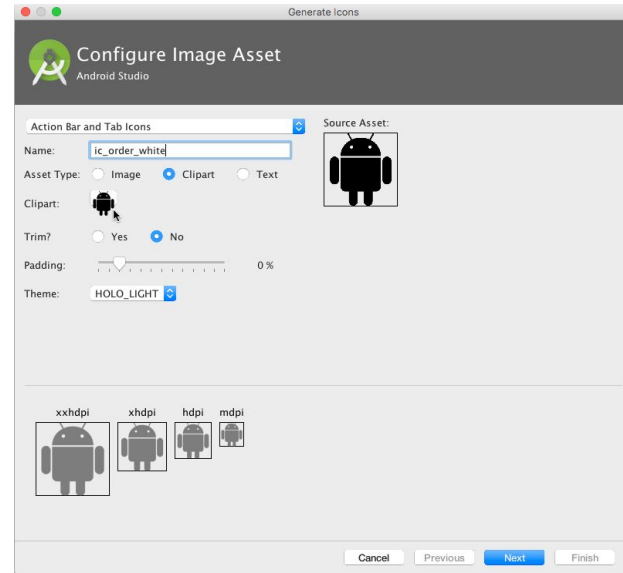 Generate Icons
Configure Image Asset
Android Studio
Action Bar and Tab Icons
Source Asset:
Name: ic_order_white
Asset Type: Image Clipart Text
Clipart:
Trim? Yes No
Padding: 0 %
Theme: HOLO_LIGHT
xxhdpi xhdpi hdpi mdpi
Cancel Previous Next Finish